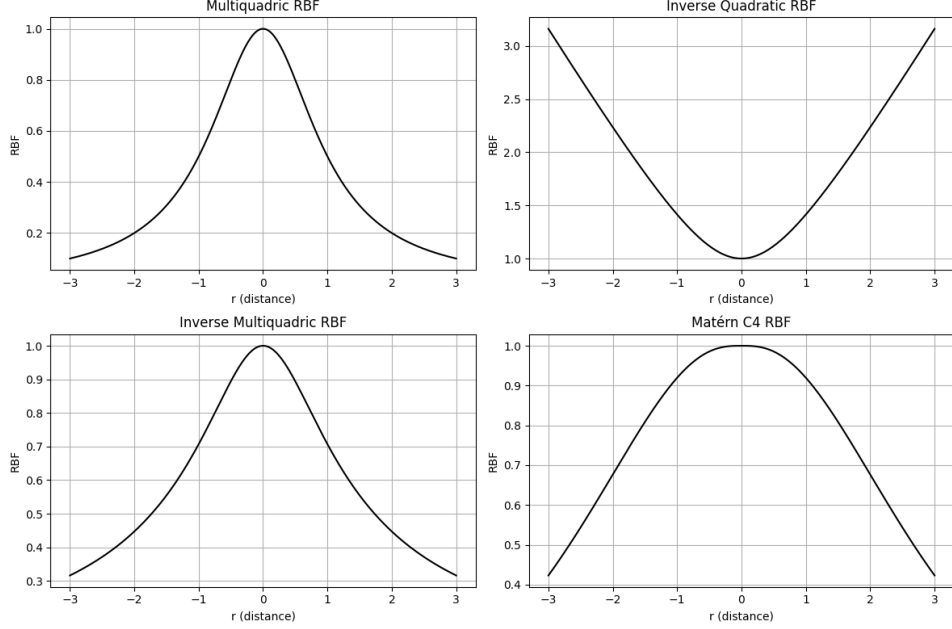 Multiquadric RBF
1.0
0.8
0.6
0.4
0.2
RBF
−3 −2 −1 0 1 2 3
r (distance)
Inverse Quadratic RBF
3.0
2.5
2.0
1.5
1.0
RBF
−3 −2 −1 0 1 2 3
r (distance)
Inverse Multiquadric RBF
1.0
0.9
0.8
0.7
0.6
0.5
0.4
0.3
RBF
−3 −2 −1 0 1 2 3
r (distance)
Matérn C4 RBF
1.0
0.9
0.8
0.7
0.6
0.5
0.4
RBF
−3 −2 −1 0 1 2 3
r (distance)